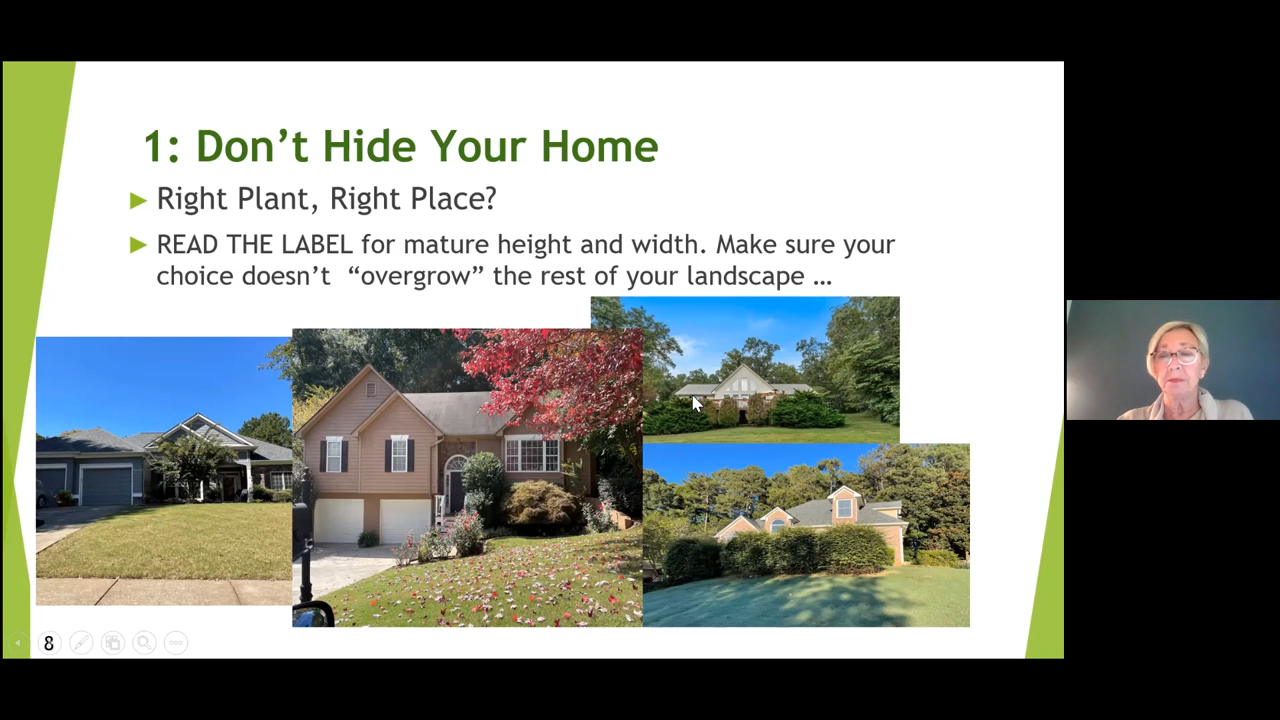 1: Don’t Hide Your Home
Right Plant, Right Place?
READ THE LABEL for mature height and width. Make sure your
choice doesn’t  “overgrow” the rest of your landscape …
8